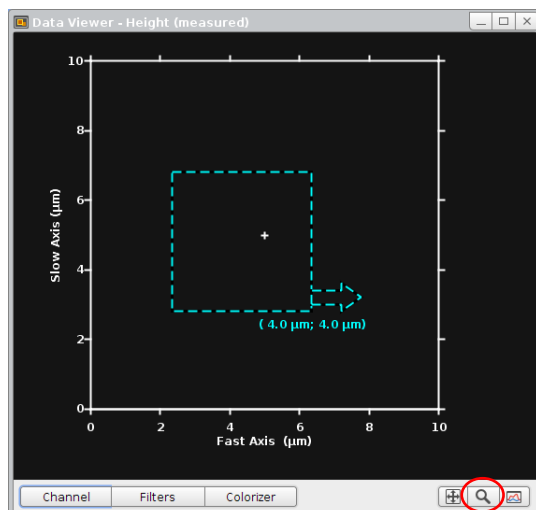 Data Viewer - Height (measured)
10
8
6
4
2
0
Slow Axis (µm)
( 4.0 µm; 4.0 µm)
0 2 4 6 8 10
Fast Axis (µm)
Channel Filters Colorizer